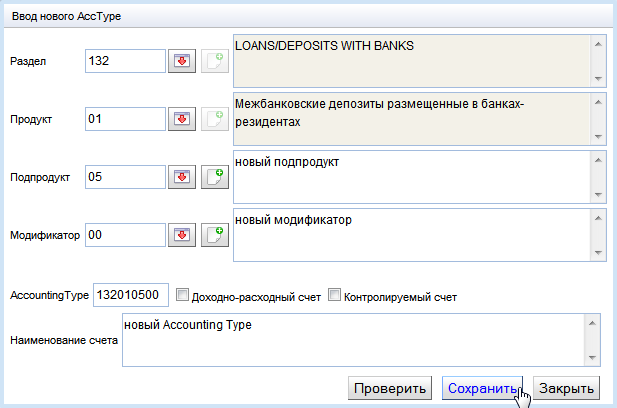 Ввод нового AccType
Раздел 132 LOANS/DEPOSITS WITH BANKS
Продукт 01 Межбанковские депозиты размещенные в банках-
резидентах
Подпродукт 05 новый подпродукт
Модификатор 00 новый модификатор
AccountingType 132010500 Доходно-расходный счет Контролируемый счет
Наименование счета новый Accounting Type
Проверить Сохранить Закрыть